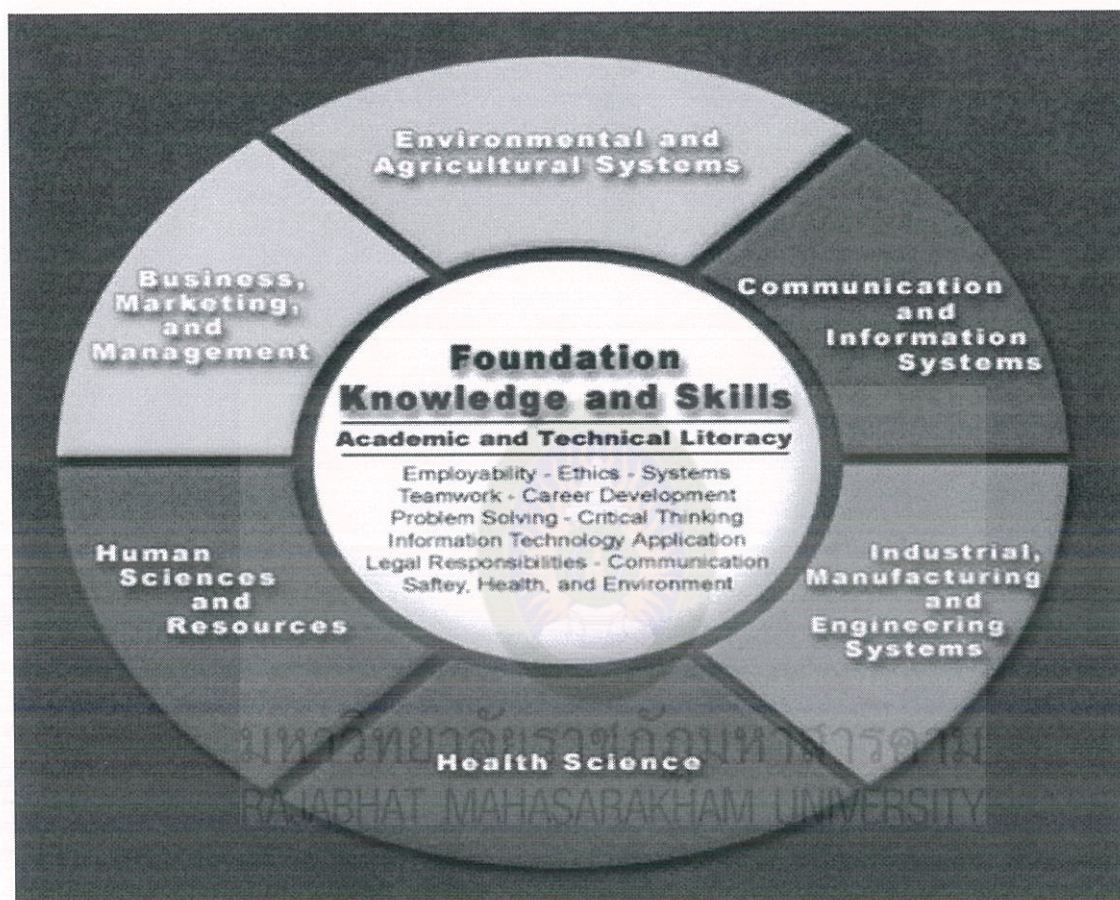 Environmental and
Agricultural Systems
Business,
Marketing,
and
Management
Communication
and
Information
Systems
Foundation
Knowledge and Skills
Academic and Technical Literacy
Employability - Ethics - Systems
Teamwork - Career Development
Problem Solving - Critical Thinking
Information Technology Application
Legal Responsibilities - Communication
Saftey, Health, and Environment
Human
Sciences
and
Resources
Industrial,
Manufacturing
and
Engineering
Systems
Health Science
มหาวิทยาลัยราชภัฏมหาสารคาม
RAJABHAT MAHASARAKHAM UNIVERSITY